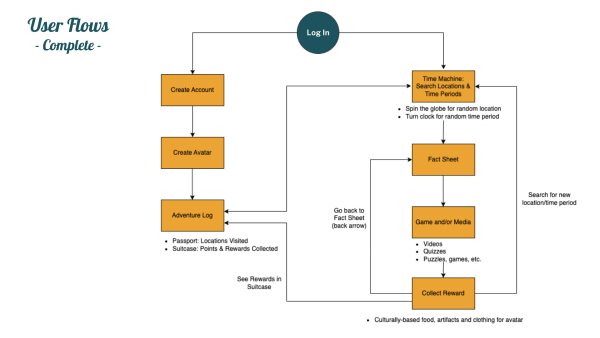 User Flows
- Complete -
Log In
Create Account
Time Machine:
Search Locations &
Time Periods
• Spin the globe for random location
• Turn clock for random time period
Create Avatar
Fact Sheet
Search for new
location/time period
Adventure Log
Go back to
Fact Sheet
(back arrow)
Game and/or Media
• Passport: Locations Visited
• Suitcase: Points & Rewards Collected
• Videos
• Quizzes
• Puzzles, games, etc.
See Rewards in
Suitcase
Collect Reward
• Culturally-based food, artifacts and clothing for avatar